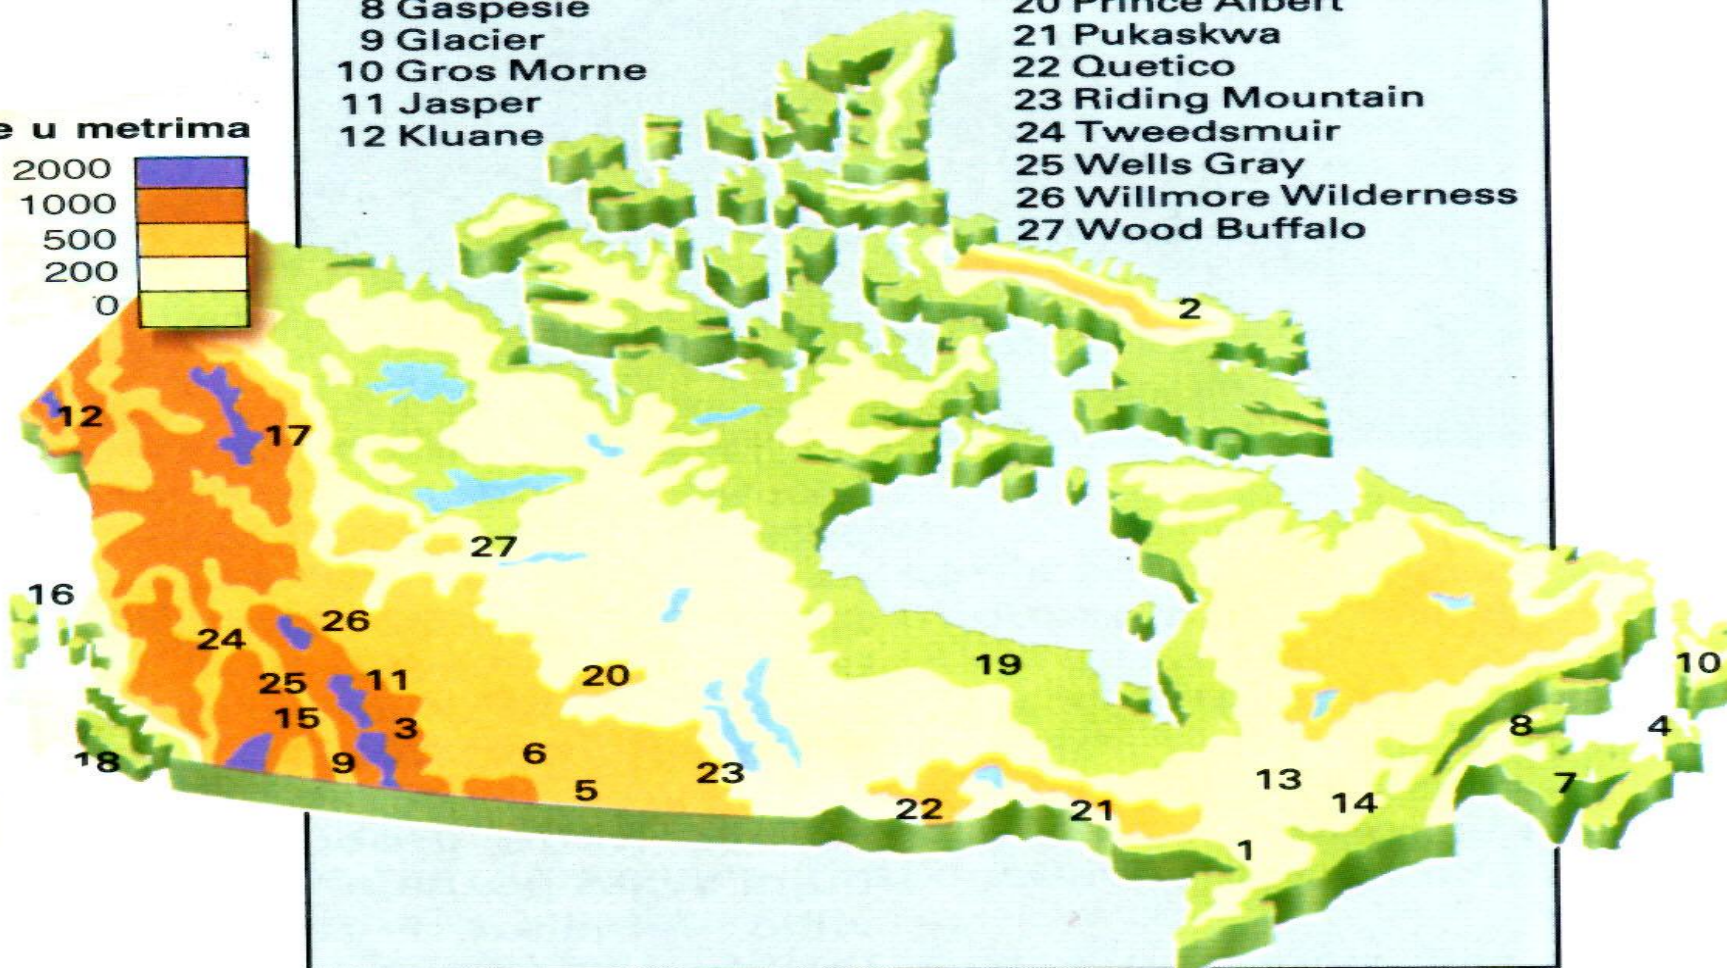 8 Gaspesie
9 Glacier
10 Gros Morne
11 Jasper
12 Kluane
20 Prince Albert
21 Pukaskwa
22 Quetico
23 Riding Mountain
24 Tweedsmuir
25 Wells Gray
26 Willmore Wilderness
27 Wood Buffalo
e u metrima
2000
1000
500
200
0
2
12
17
27
16
26
24
20
19
25
11
10
15
3
8
4
18
9
6
23
13
7
5
22
21
14
1